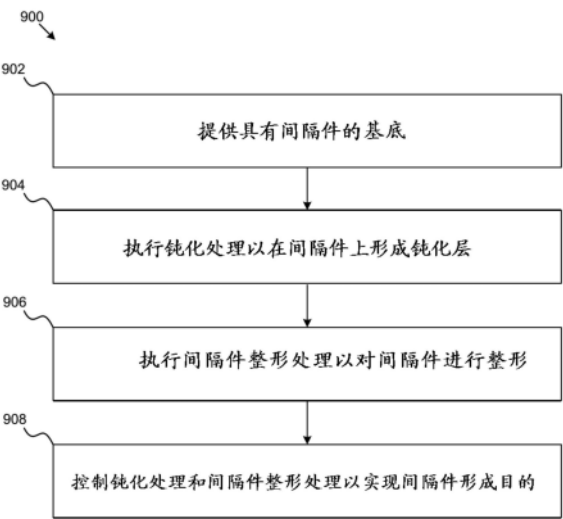 900
902
提供具有间隔件的基底
904
执行钝化处理以在间隔件上形成钝化层
906
执行间隔件整形处理以对间隔件进行整形
908
控制钝化处理和间隔件整形处理以实现间隔件形成目的